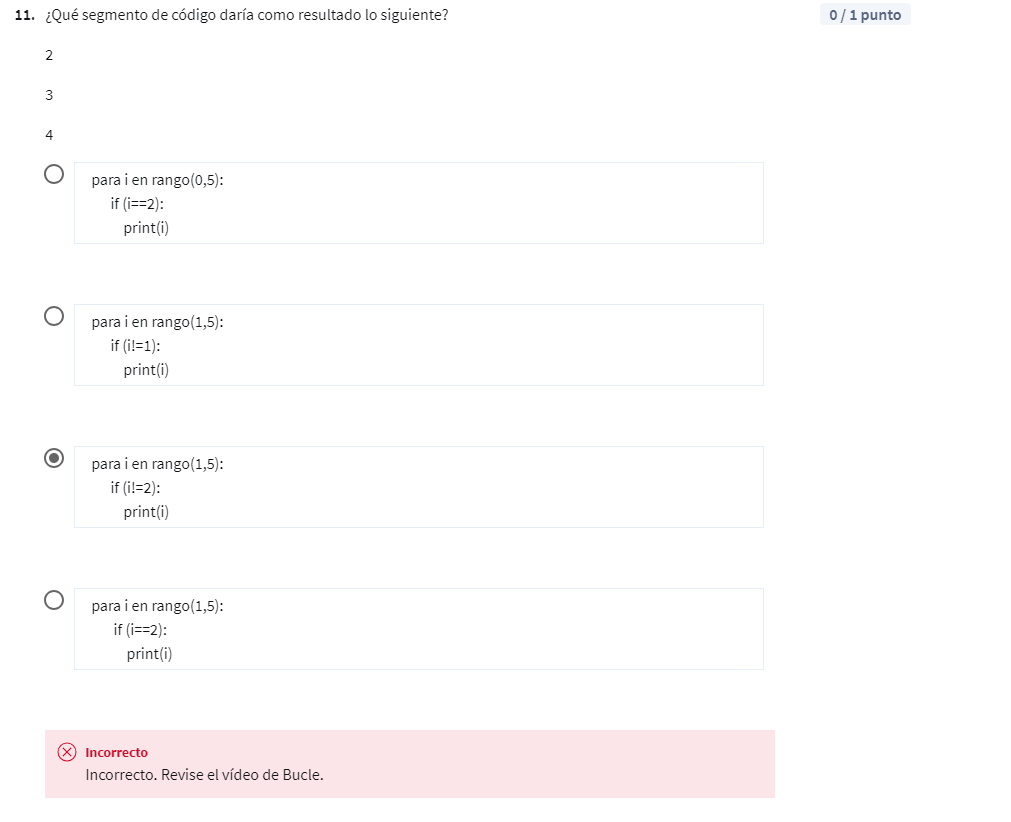 11. ¿Qué segmento de código daría como resultado lo siguiente?
0 / 1 punto
2
3
4
para i en rango(0,5):
if (i==2):
print(i)
para i en rango(1,5):
if (i!=1):
print(i)
para i en rango(1,5):
if (i!=2):
print(i)
para i en rango(1,5):
if (i==2):
print(i)
Incorrecto
Incorrecto. Revise el vídeo de Bucle.